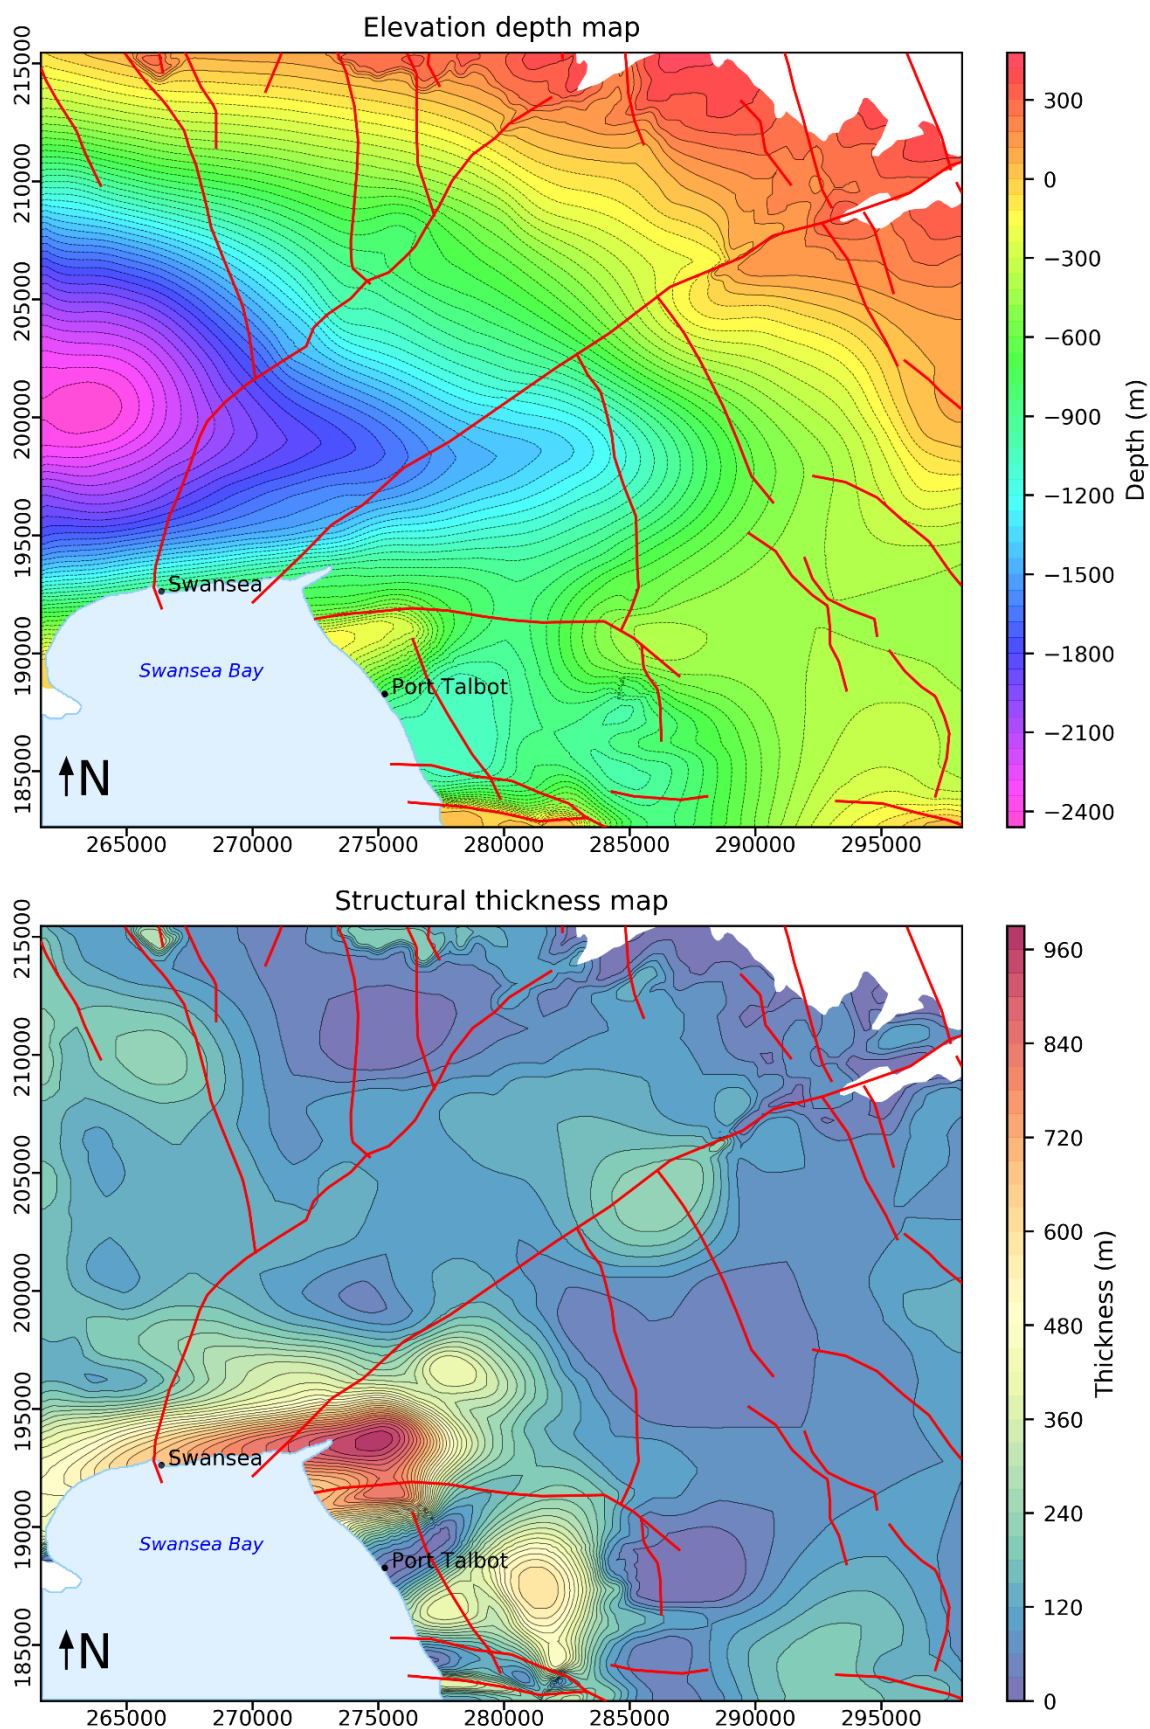 Elevation depth map
215000
210000
205000
200000
195000
190000
185000
Swansea
Swansea Bay
Port Talbot
N
265000 270000 275000 280000 285000 290000 295000
300
0
−300
−600
−900
−1200
−1500
−1800
−2100
−2400
Depth (m)
Structural thickness map
215000
210000
205000
200000
195000
190000
185000
Swansea
Swansea Bay
Port Talbot
N
265000 270000 275000 280000 285000 290000 295000
960
840
720
600
480
360
240
120
0
Thickness (m)